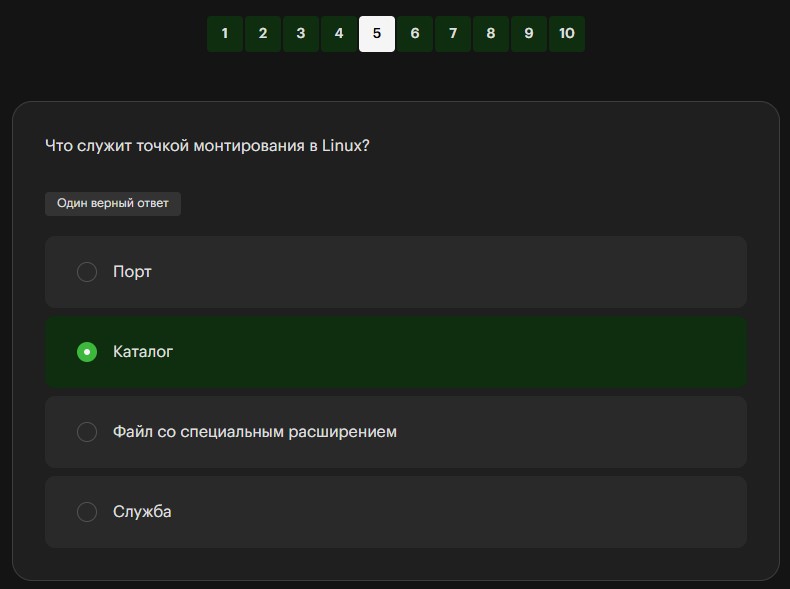 1 2 3 4 5 6 7 8 9 10
Что служит точкой монтирования в Linux?
Один верный ответ
Порт
Каталог
Файл со специальным расширением
Служба